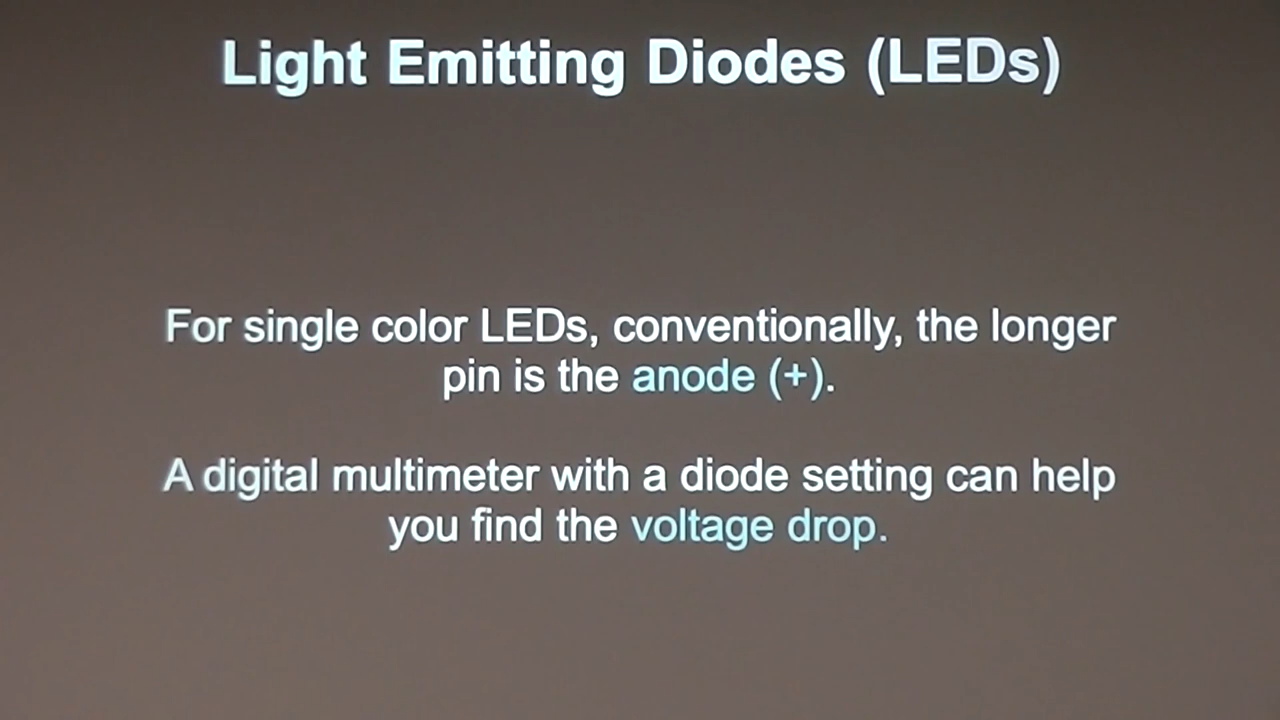 Light Emitting Diodes (LEDs)
For single color LEDs, conventionally, the longer
pin is the anode (+).
A digital multimeter with a diode setting can help
you find the voltage drop.